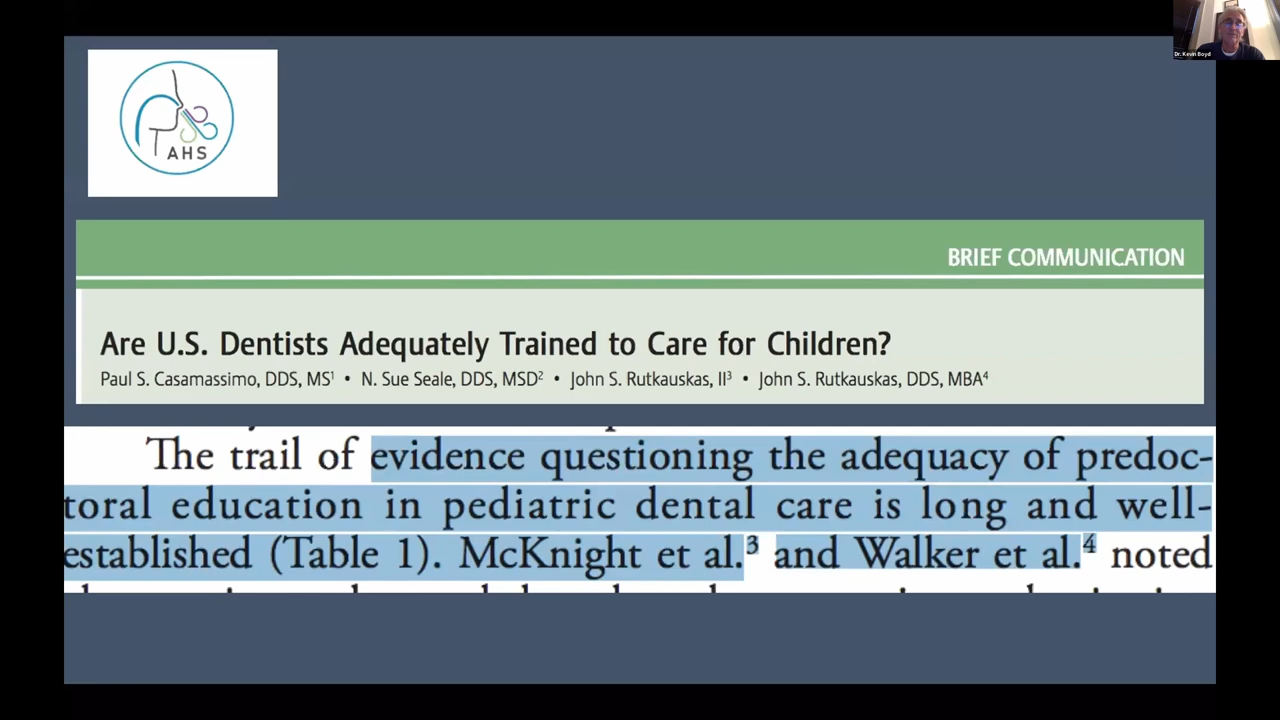 Dr. Kevin Boyd
AHS
BRIEF COMMUNICATION
Are U.S. Dentists Adequately Trained to Care for Children?
Paul S. Casamassimo, DDS, MS¹ • N. Sue Seale, DDS, MSD² • John S. Rutkauskas, II³ • John S. Rutkauskas, DDS, MBA⁴
The trail of evidence questioning the adequacy of predoc-
toral education in pediatric dental care is long and well-
established (Table 1). McKnight et al.³ and Walker et al.⁴ noted